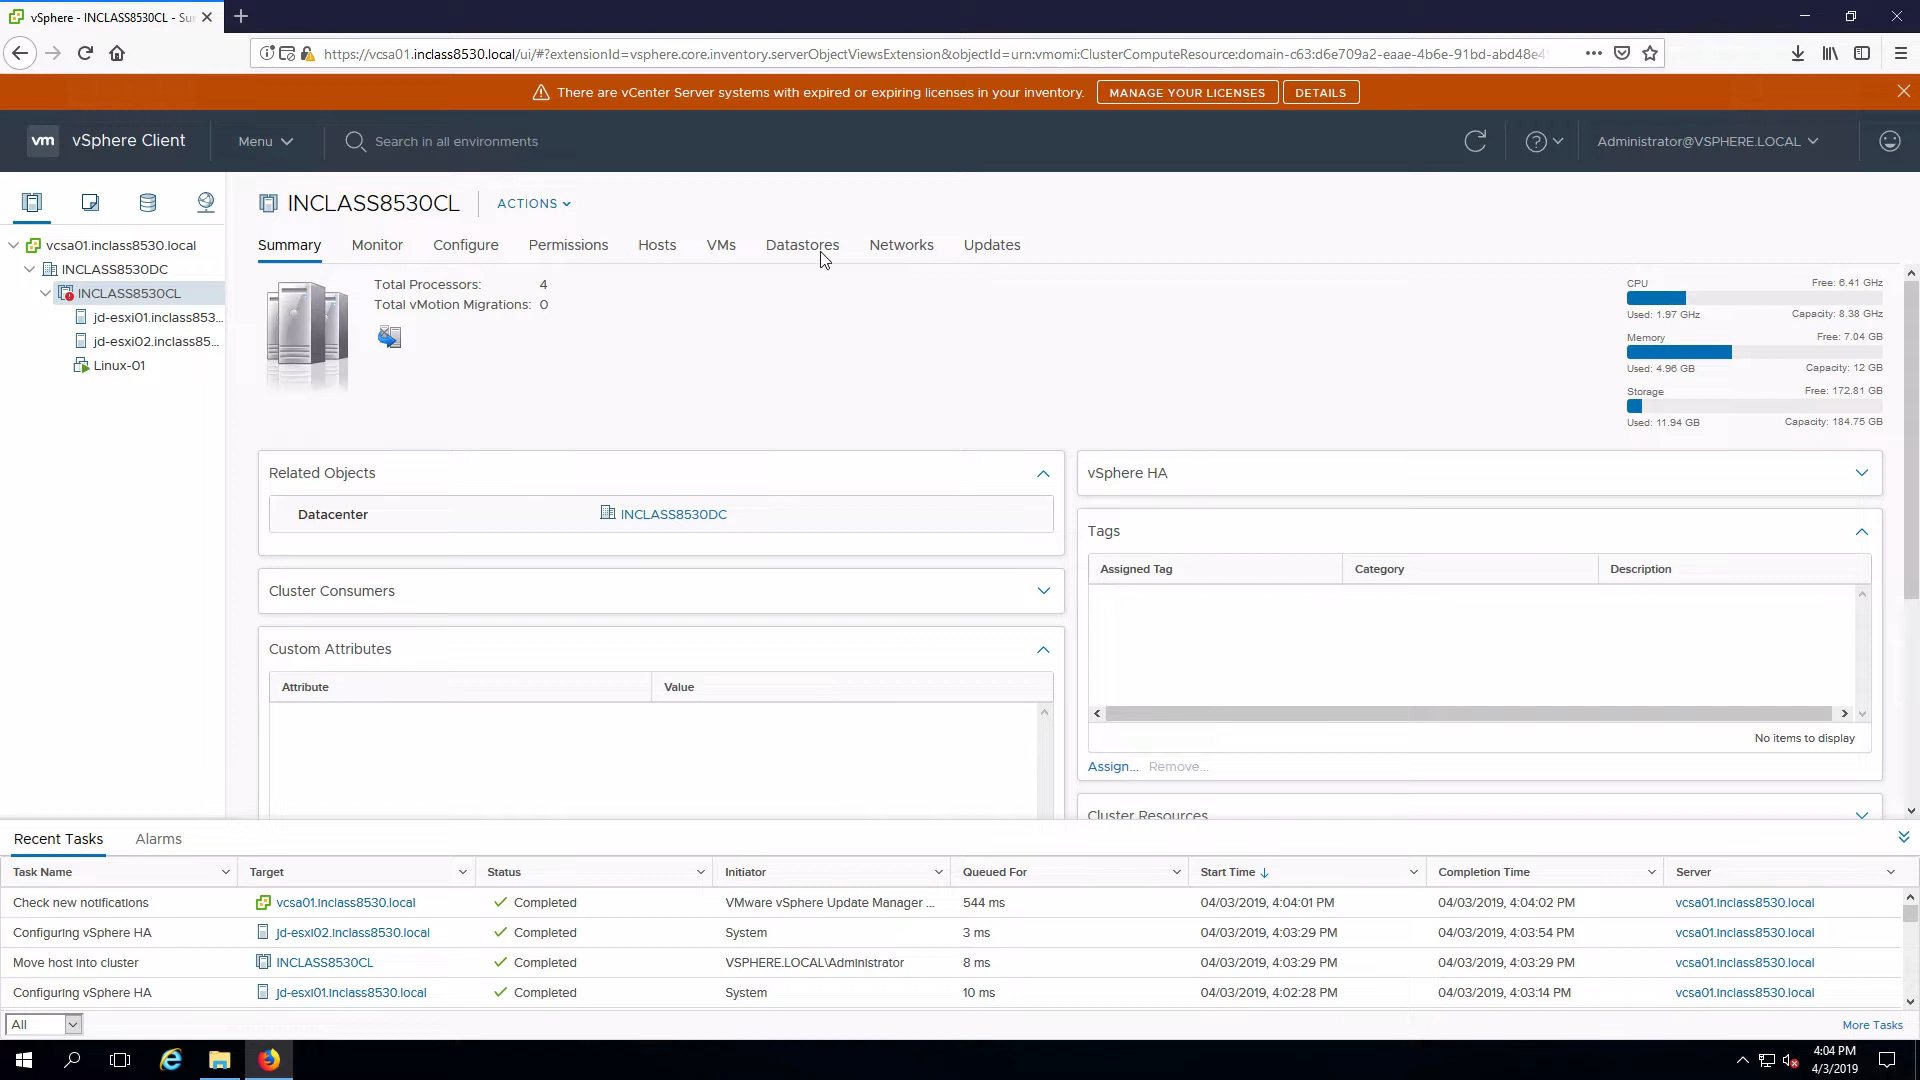 vSphere - INCLASS8530CL - Su
https://vcsa01.inclass8530.local/ui/#?extensionId=vsphere.core.inventory.serverObjectViewsExtension&objectId=urn:vmomi:ClusterComputeResource:domain-c63:d6e709a2-eaae-4b6e-91bd-abd48e4
There are vCenter Server systems with expired or expiring licenses in your inventory. MANAGE YOUR LICENSES DETAILS
vm vSphere Client Menu Search in all environments Administrator@VSPHERE.LOCAL
INCLASS8530CL ACTIONS
Summary Monitor Configure Permissions Hosts VMs Datastores Networks Updates
vcsa01.inclass8530.local
INCLASS8530DC
INCLASS8530CL
jd-esxi01.inclass853...
jd-esxi02.inclass85...
Linux-01
Total Processors: 4
Total vMotion Migrations: 0
CPU Free: 6.41 GHz
Used: 1.97 GHz Capacity: 8.38 GHz
Memory Free: 7.04 GB
Used: 4.96 GB Capacity: 12 GB
Storage Free: 172.81 GB
Used: 11.94 GB Capacity: 184.75 GB
Related Objects
Datacenter INCLASS8530DC
Cluster Consumers
Custom Attributes
Attribute Value
vSphere HA
Tags
Assigned Tag Category Description
No items to display
Assign... Remove...
Cluster Resources
Recent Tasks Alarms
Task Name Target Status Initiator Queued For Start Time Completion Time Server
Check new notifications vcsa01.inclass8530.local Completed VMware vSphere Update Manager ... 544 ms 04/03/2019, 4:04:01 PM 04/03/2019, 4:04:02 PM vcsa01.inclass8530.local
Configuring vSphere HA jd-esxi02.inclass8530.local Completed System 3 ms 04/03/2019, 4:03:29 PM 04/03/2019, 4:03:54 PM vcsa01.inclass8530.local
Move host into cluster INCLASS8530CL Completed VSPHERE.LOCAL\Administrator 8 ms 04/03/2019, 4:03:29 PM 04/03/2019, 4:03:29 PM vcsa01.inclass8530.local
Configuring vSphere HA jd-esxi01.inclass8530.local Completed System 10 ms 04/03/2019, 4:02:28 PM 04/03/2019, 4:03:14 PM vcsa01.inclass8530.local
All More Tasks
4:04 PM
4/3/2019